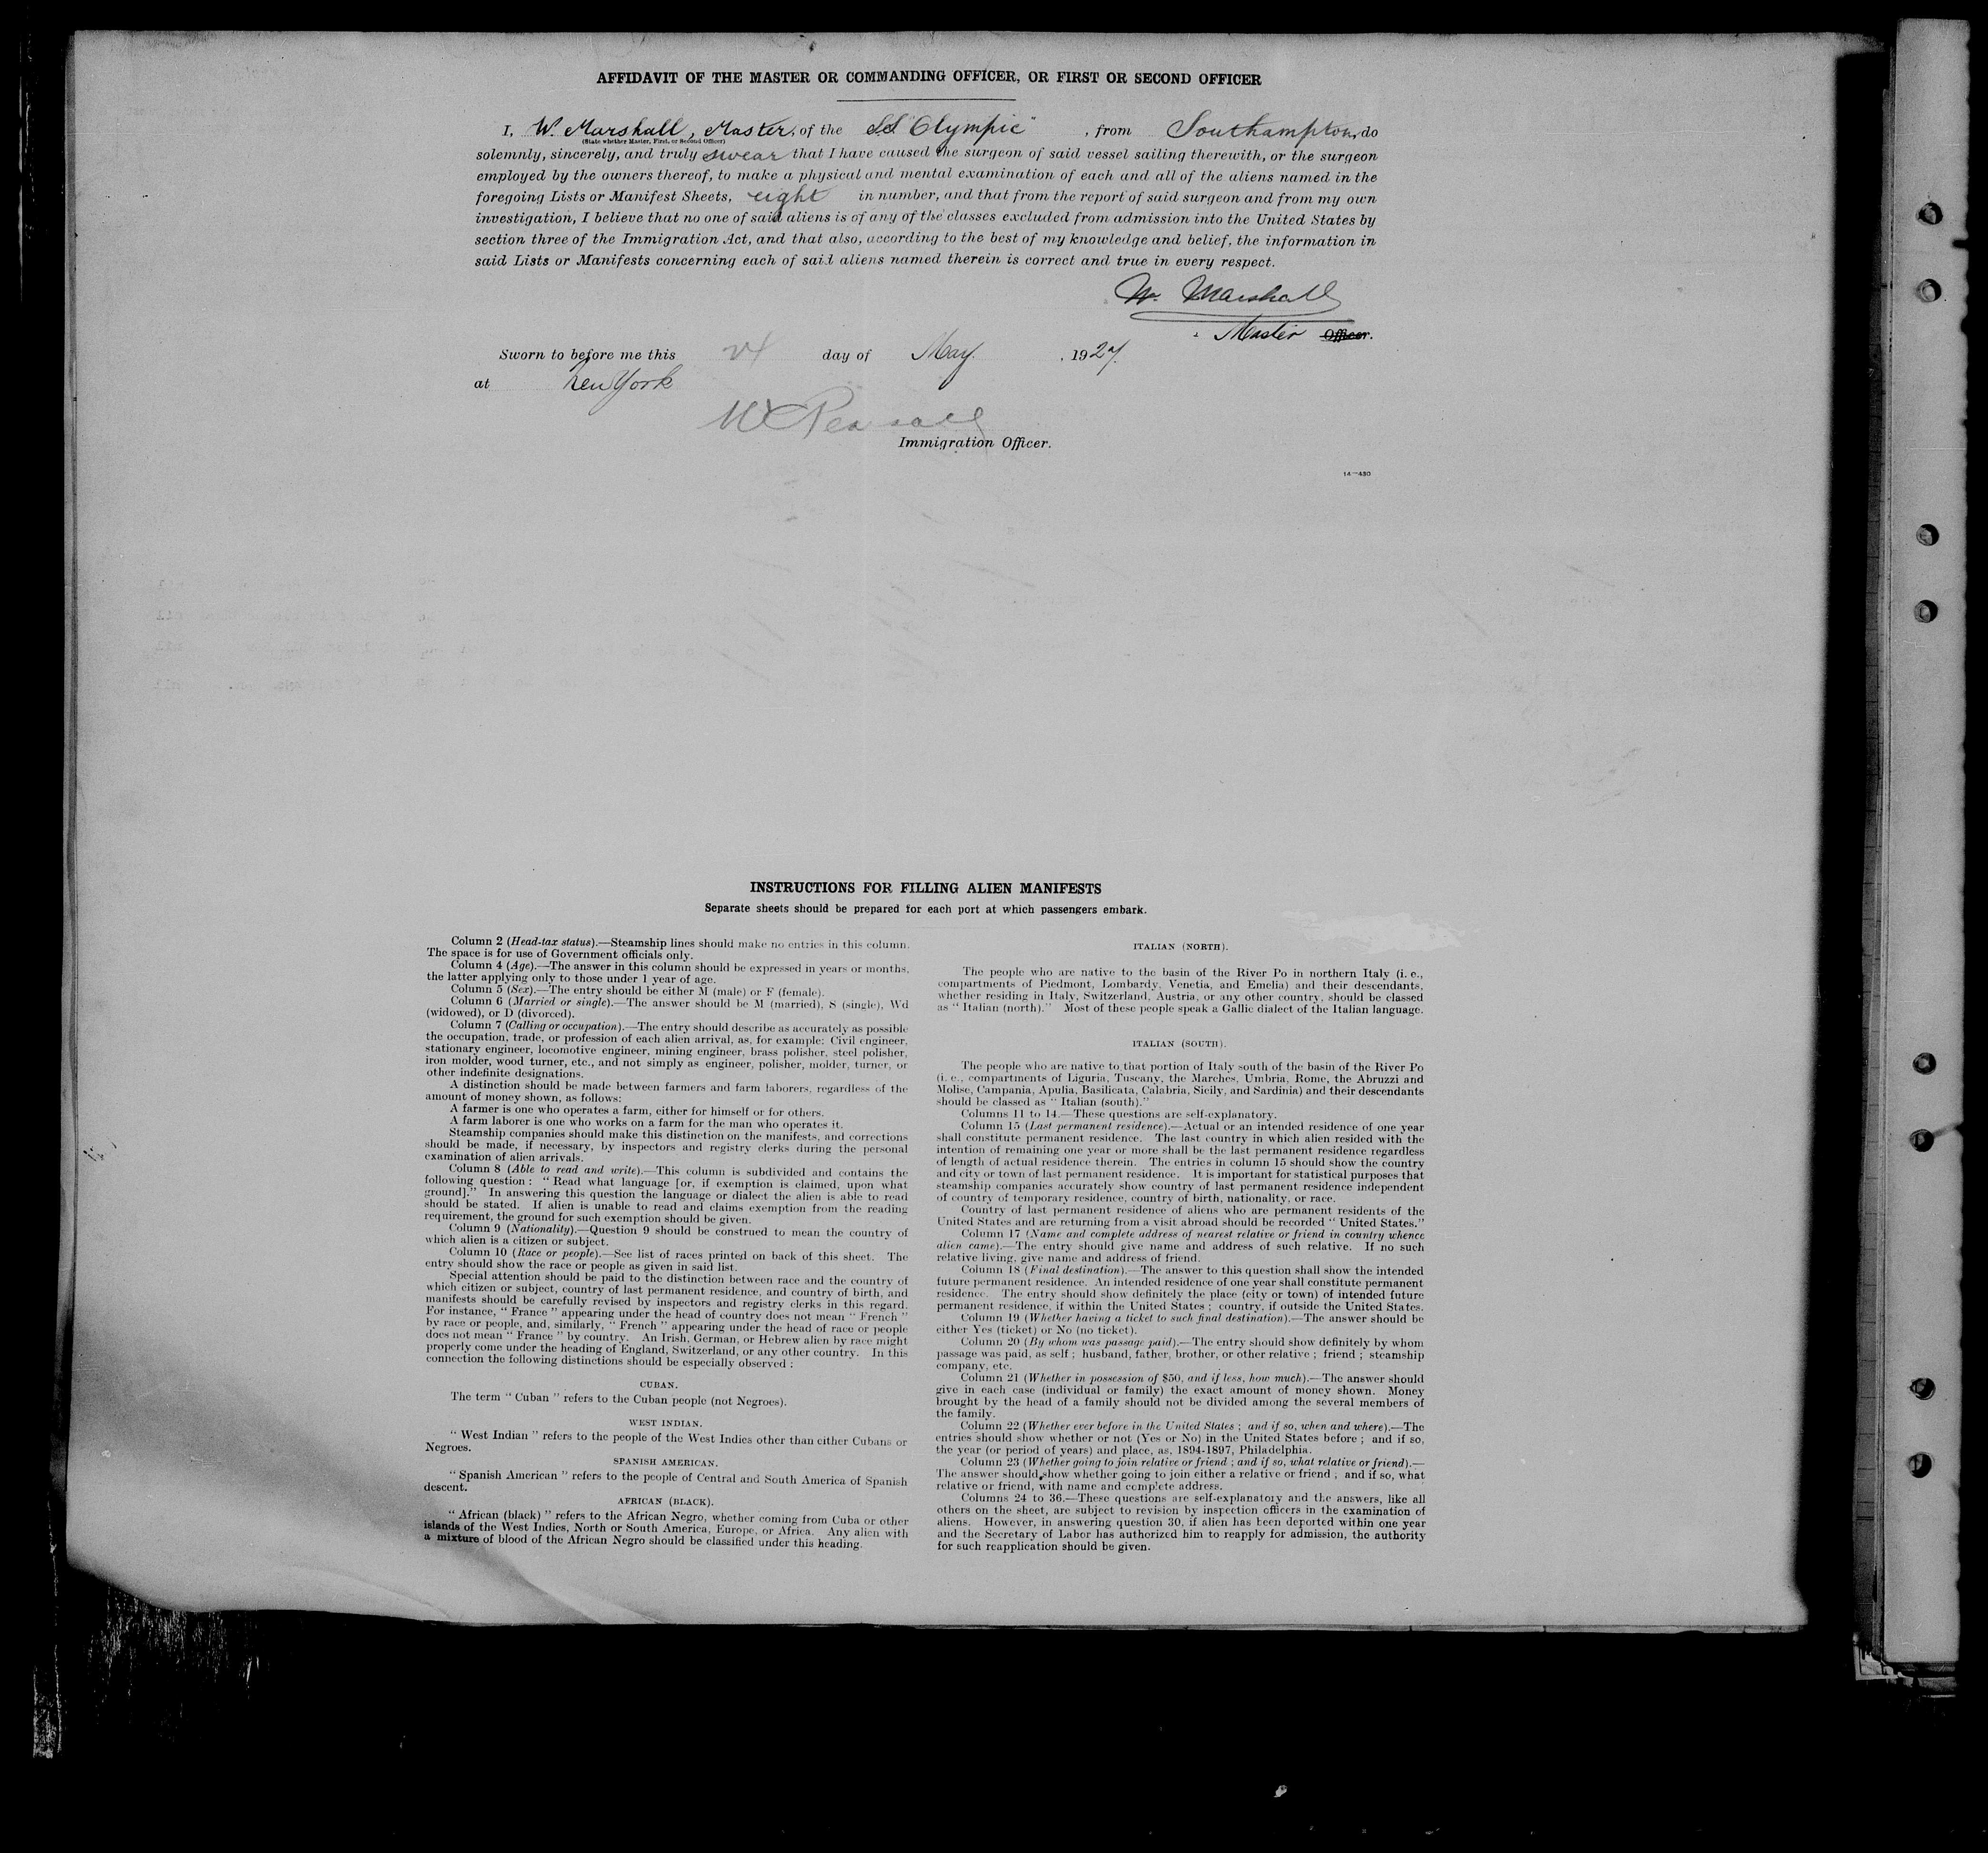 AFFIDAVIT OF THE MASTER OR COMMANDING OFFICER, OR FIRST OR SECOND OFFICER
I, W. Marshall, Master, of the SS "Olympic", from Southampton, do
(State whether Master, First, or Second Officer)
solemnly, sincerely, and truly swear that I have caused the surgeon of said vessel sailing therewith, or the surgeon
employed by the owners thereof, to make a physical and mental examination of each and all of the aliens named in the
foregoing Lists or Manifest Sheets, eight in number, and that from the report of said surgeon and from my own
investigation, I believe that no one of said aliens is of any of the classes excluded from admission into the United States by
section three of the Immigration Act, and that also, according to the best of my knowledge and belief, the information in
said Lists or Manifests concerning each of said aliens named therein is correct and true in every respect.
W. Marshall
Master Officer.
Sworn to before me this day of May, 1927.
at New York
Immigration Officer.
14—430
INSTRUCTIONS FOR FILLING ALIEN MANIFESTS
Separate sheets should be prepared for each port at which passengers embark.
Column 2 (Head-tax status).—Steamship lines should make no entries in this column.
The space is for use of Government officials only.
Column 4 (Age).—The answer in this column should be expressed in years or months,
the latter applying only to those under 1 year of age.
Column 5 (Sex).—The entry should be either M (male) or F (female).
Column 6 (Married or single).—The answer should be M (married), S (single), Wd
(widowed), or D (divorced).
Column 7 (Calling or occupation).—The entry should describe as accurately as possible
the occupation, trade, or profession of each alien arrival, as, for example: Civil engineer,
stationary engineer, locomotive engineer, mining engineer, brass polisher, steel polisher,
iron molder, wood turner, etc., and not simply as engineer, polisher, molder, turner, or
other indefinite designations.
A distinction should be made between farmers and farm laborers, regardless of the
amount of money shown, as follows:
A farmer is one who operates a farm, either for himself or for others.
A farm laborer is one who works on a farm for the man who operates it.
Steamship companies should make this distinction on the manifests, and corrections
should be made, if necessary, by inspectors and registry clerks during the personal
examination of alien arrivals.
Column 8 (Able to read and write).—This column is subdivided and contains the
following question: "Read what language [or, if exemption is claimed, upon what
ground]." In answering this question the language or dialect the alien is able to read
should be stated. If alien is unable to read and claims exemption from the reading
requirement, the ground for such exemption should be given.
Column 9 (Nationality).—Question 9 should be construed to mean the country of
which alien is a citizen or subject.
Column 10 (Race or people).—See list of races printed on back of this sheet. The
entry should show the race or people as given in said list.
Special attention should be paid to the distinction between race and the country of
which citizen or subject, country of last permanent residence, and country of birth, and
manifests should be carefully revised by inspectors and registry clerks in this regard.
For instance, "France" appearing under the head of country does not mean "French"
by race or people, and, similarly, "French" appearing under the head of race or people
does not mean "France" by country. An Irish, German, or Hebrew alien by race might
properly come under the heading of England, Switzerland, or any other country. In this
connection the following distinctions should be especially observed:
CUBAN.
The term "Cuban" refers to the Cuban people (not Negroes).
WEST INDIAN.
"West Indian" refers to the people of the West Indies other than either Cubans or
Negroes.
SPANISH AMERICAN.
"Spanish American" refers to the people of Central and South America of Spanish
descent.
AFRICAN (BLACK).
"African (black)" refers to the African Negro, whether coming from Cuba or other
islands of the West Indies, North or South America, Europe, or Africa. Any alien with
a mixture of blood of the African Negro should be classified under this heading.
ITALIAN (NORTH).
The people who are native to the basin of the River Po in northern Italy (i. e.,
compartments of Piedmont, Lombardy, Venetia, and Emelia) and their descendants,
whether residing in Italy, Switzerland, Austria, or any other country, should be classed
as "Italian (north)." Most of these people speak a Gallic dialect of the Italian language.
ITALIAN (SOUTH).
The people who are native to that portion of Italy south of the basin of the River Po
(i. e., compartments of Liguria, Tuscany, the Marches, Umbria, Rome, the Abruzzi and
Molise, Campania, Apulia, Basilicata, Calabria, Sicily, and Sardinia) and their descendants
should be classed as "Italian (south)."
Columns 11 to 14.—These questions are self-explanatory.
Column 15 (Last permanent residence).—Actual or an intended residence of one year
shall constitute permanent residence. The last country in which alien resided with the
intention of remaining one year or more shall be the last permanent residence regardless
of length of actual residence therein. The entries in column 15 should show the country
and city or town of last permanent residence. It is important for statistical purposes that
steamship companies accurately show country of last permanent residence independent
of country of temporary residence, country of birth, nationality, or race.
Country of last permanent residence of aliens who are permanent residents of the
United States and are returning from a visit abroad should be recorded "United States."
Column 17 (Name and complete address of nearest relative or friend in country whence
alien came).—The entry should give name and address of such relative. If no such
relative living, give name and address of friend.
Column 18 (Final destination).—The answer to this question shall show the intended
future permanent residence. An intended residence of one year shall constitute permanent
residence. The entry should show definitely the place (city or town) of intended future
permanent residence, if within the United States; country, if outside the United States.
Column 19 (Whether having a ticket to such final destination).—The answer should be
either Yes (ticket) or No (no ticket).
Column 20 (By whom was passage paid).—The entry should show definitely by whom
passage was paid, as self; husband, father, brother, or other relative; friend; steamship
company, etc.
Column 21 (Whether in possession of $50, and if less, how much).—The answer should
give in each case (individual or family) the exact amount of money shown. Money
brought by the head of a family should not be divided among the several members of
the family.
Column 22 (Whether ever before in the United States; and if so, when and where).—The
entries should show whether or not (Yes or No) in the United States before; and if so,
the year (or period of years) and place, as, 1894-1897, Philadelphia.
Column 23 (Whether going to join relative or friend; and if so, what relative or friend).—
The answer should show whether going to join either a relative or friend; and if so, what
relative or friend, with name and complete address.
Columns 24 to 36.—These questions are self-explanatory and the answers, like all
others on the sheet, are subject to revision by inspection officers in the examination of
aliens. However, in answering question 30, if alien has been deported within one year
and the Secretary of Labor has authorized him to reapply for admission, the authority
for such reapplication should be given.